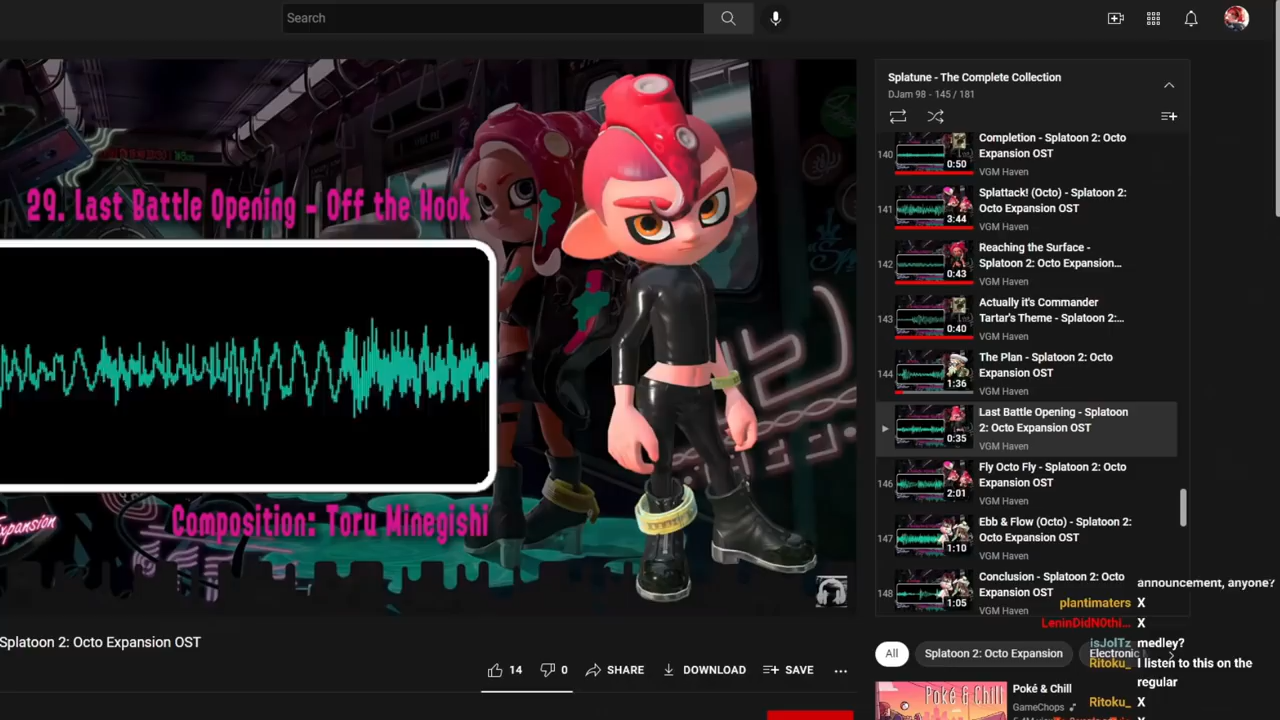 Search
29. Last Battle Opening - Off the Hook
Expansion
Composition: Toru Minegishi
Splatoon 2: Octo Expansion OST
14
0
SHARE
DOWNLOAD
SAVE
Splatune - The Complete Collection
DJam 98 - 145 / 181
140
0:50
Completion - Splatoon 2: Octo
Expansion OST
VGM Haven
141
3:44
Splattack! (Octo) - Splatoon 2:
Octo Expansion OST
VGM Haven
142
0:43
Reaching the Surface -
Splatoon 2: Octo Expansion...
VGM Haven
143
0:40
Actually it's Commander
Tartar's Theme - Splatoon 2:...
VGM Haven
144
1:36
The Plan - Splatoon 2: Octo
Expansion OST
VGM Haven
0:35
Last Battle Opening - Splatoon
2: Octo Expansion OST
VGM Haven
146
2:01
Fly Octo Fly - Splatoon 2: Octo
Expansion OST
VGM Haven
147
1:10
Ebb & Flow (Octo) - Splatoon 2:
Octo Expansion OST
VGM Haven
148
1:05
Conclusion - Splatoon 2: Octo
Expansion OST
VGM Haven
All
Splatoon 2: Octo Expansion
Electronic
Poké & Chill
Poké & Chill
GameChops
announcement, anyone?
plantimaters X
LeninDidN0thi... X
isJolTz medley?
Ritoku_ I listen to this on the
regular
Ritoku_ X
X